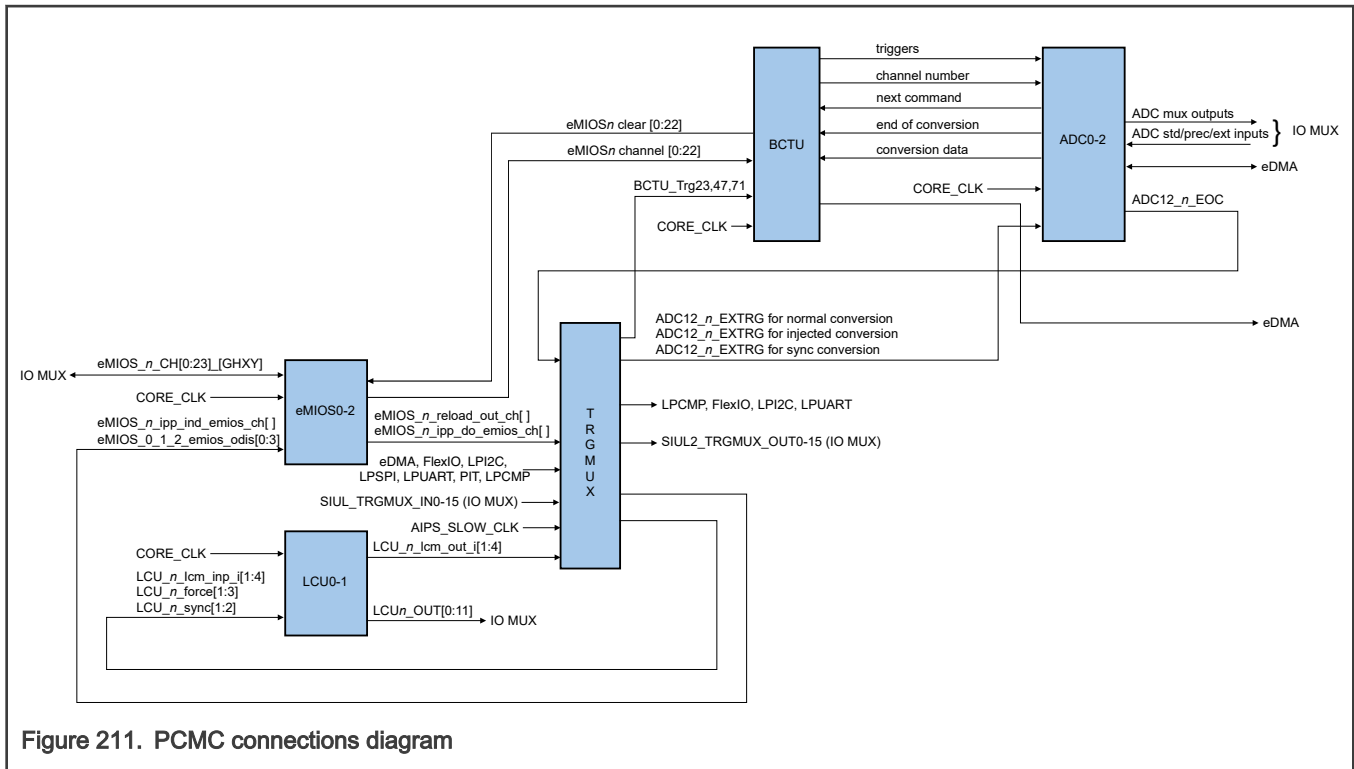 triggers
channel number
next command
end of conversion
conversion data
BCTU
ADC0-2
ADC mux outputs
ADC std/prec/ext inputs
} IO MUX
eDMA
ADC12_n_EOC
eMIOSn clear [0:22]
eMIOSn channel [0:22]
BCTU_Trg23,47,71
CORE_CLK
CORE_CLK
eDMA
ADC12_n_EXTRG for normal conversion
ADC12_n_EXTRG for injected conversion
ADC12_n_EXTRG for sync conversion
IO MUX
eMIOS_n_CH[0:23]_[GHXY]
CORE_CLK
eMIOS_n_ipp_ind_emios_ch[ ]
eMIOS_0_1_2_emios_odis[0:3]
eMIOS0-2
eMIOS_n_reload_out_ch[ ]
eMIOS_n_ipp_do_emios_ch[ ]
eDMA, FlexIO, LPI2C,
LPSPI, LPUART, PIT, LPCMP
SIUL_TRGMUX_IN0-15 (IO MUX)
AIPS_SLOW_CLK
T
R
G
M
U
X
LPCMP, FlexIO, LPI2C, LPUART
SIUL2_TRGMUX_OUT0-15 (IO MUX)
CORE_CLK
LCU_n_lcm_inp_i[1:4]
LCU_n_force[1:3]
LCU_n_sync[1:2]
LCU0-1
LCU_n_lcm_out_i[1:4]
LCUn_OUT[0:11]
IO MUX
Figure 211. PCMC connections diagram